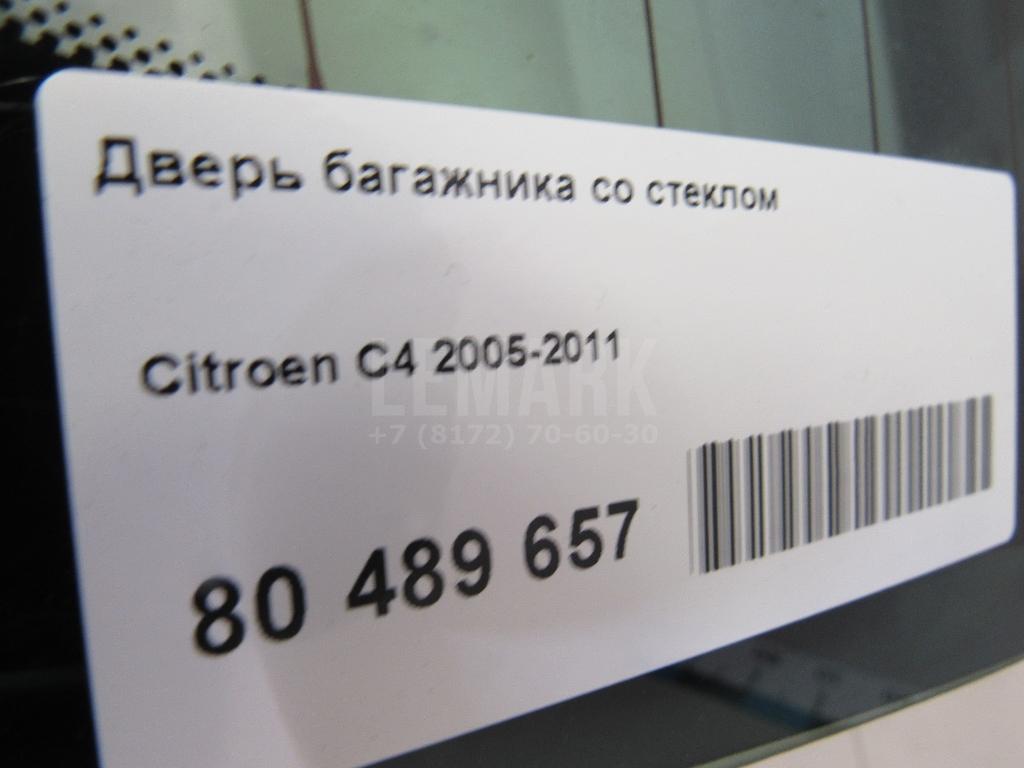 Дверь багажника со стеклом
Citroen C4 2005-2011
LEMARK
+7 (8172) 70-60-30
80 489 657